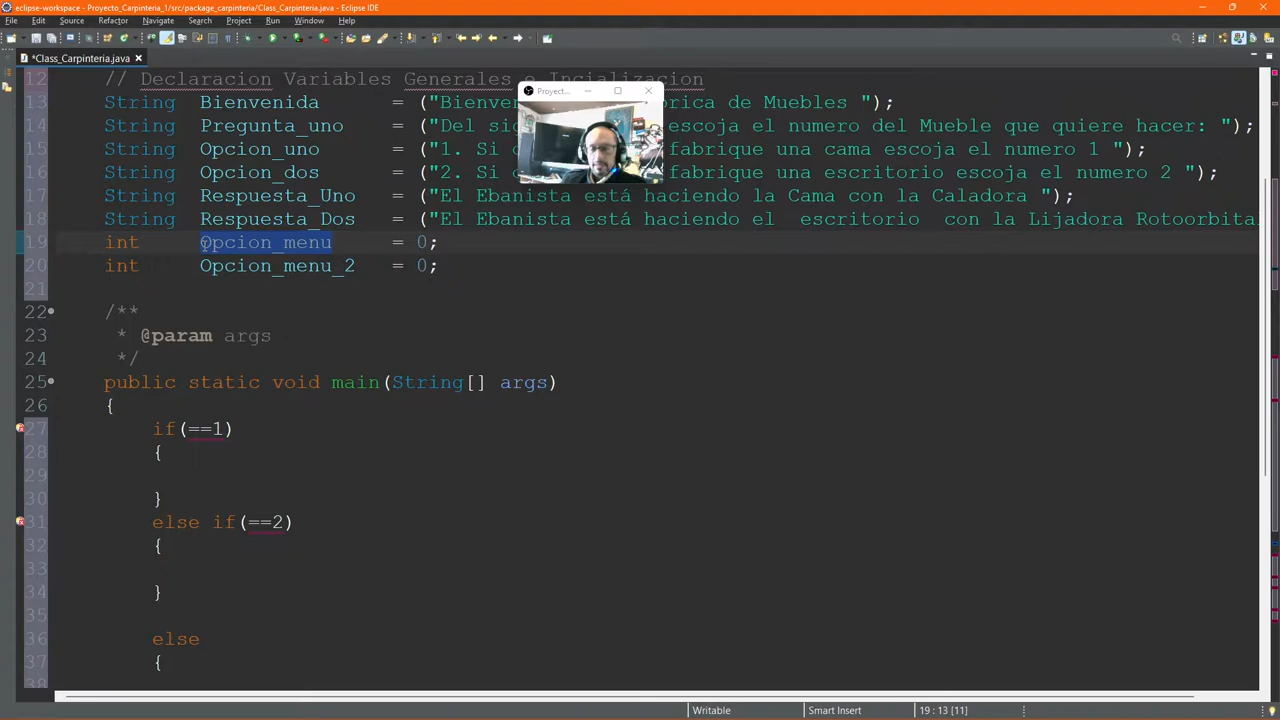 eclipse-workspace - Proyecto_Carpinteria_1/src/package_carpinteria/Class_Carpinteria.java - Eclipse IDE
File Edit Source Refactor Navigate Search Project Run Window Help
*Class_Carpinteria.java
12 // Declaracion Variables Generales e Incializacion
Proyect...
13 String Bienvenida = ("Bienven rica de Muebles ");
14 String Pregunta_uno = ("Del sig escoja el numero del Mueble que quiere hacer: ");
15 String Opcion_uno = ("1. Si fabrique una cama escoja el numero 1 ");
16 String Opcion_dos = ("2. Si fabrique una escritorio escoja el numero 2 ");
17 String Respuesta_Uno = ("El Ebanista está haciendo la Cama con la Caladora ");
18 String Respuesta_Dos = ("El Ebanista está haciendo el escritorio con la Lijadora Rotoorbita
19 int Opcion_menu = 0;
20 int Opcion_menu_2 = 0;
21
22 /**
23 * @param args
24 */
25 public static void main(String[] args)
26 {
27 if(==1)
28 {
29
30 }
31 else if(==2)
32 {
33
34 }
35
36 else
37 {
38
Writable Smart Insert 19 : 13 [11]